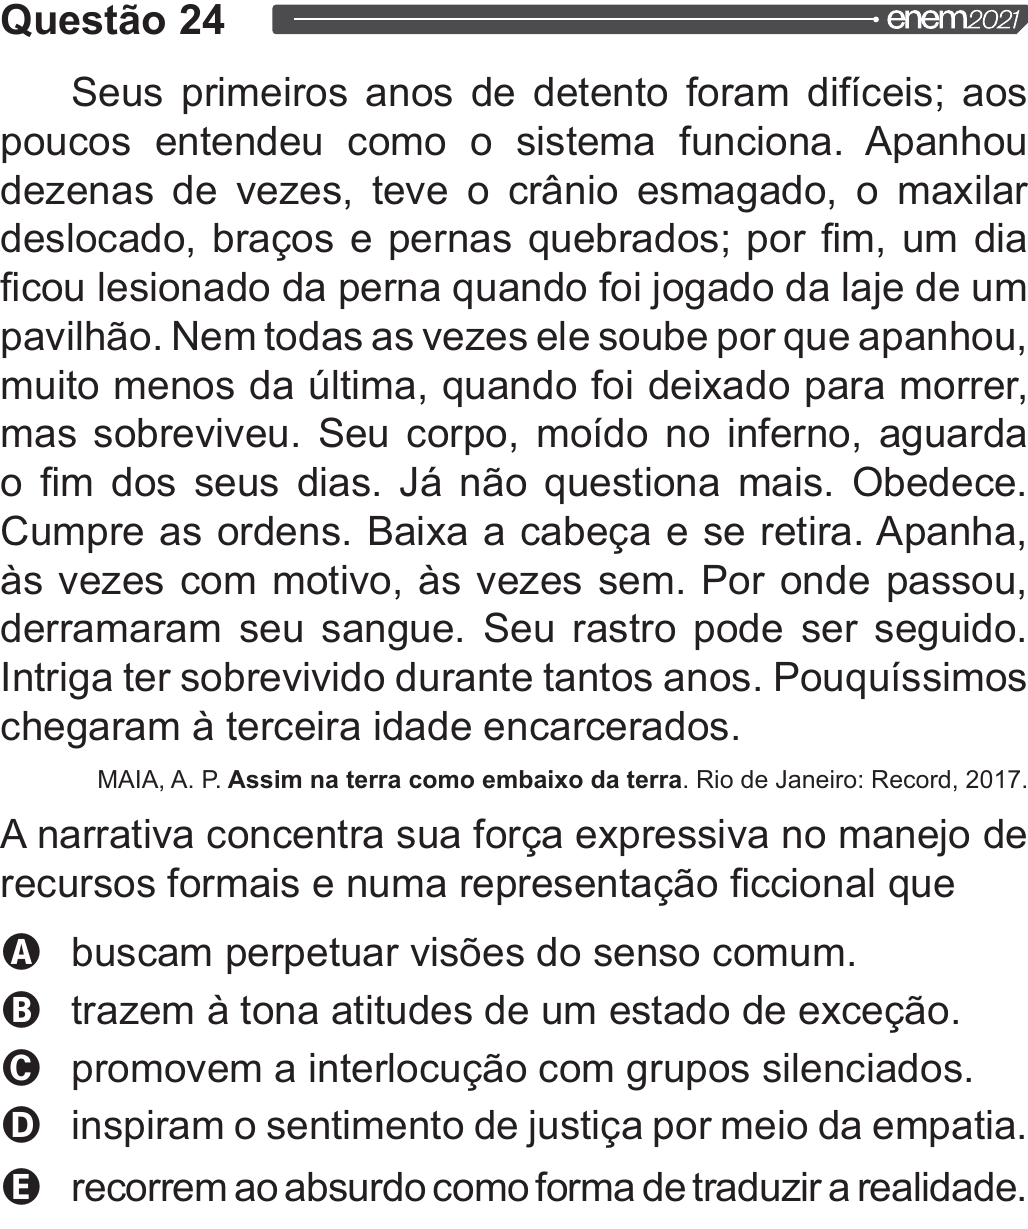 Questão 24
enem2021
Seus primeiros anos de detento foram difíceis; aos
poucos entendeu como o sistema funciona. Apanhou
dezenas de vezes, teve o crânio esmagado, o maxilar
deslocado, braços e pernas quebrados; por fim, um dia
ficou lesionado da perna quando foi jogado da laje de um
pavilhão. Nem todas as vezes ele soube por que apanhou,
muito menos da última, quando foi deixado para morrer,
mas sobreviveu. Seu corpo, moído no inferno, aguarda
o fim dos seus dias. Já não questiona mais. Obedece.
Cumpre as ordens. Baixa a cabeça e se retira. Apanha,
às vezes com motivo, às vezes sem. Por onde passou,
derramaram seu sangue. Seu rastro pode ser seguido.
Intriga ter sobrevivido durante tantos anos. Pouquíssimos
chegaram à terceira idade encarcerados.
MAIA, A. P. Assim na terra como embaixo da terra. Rio de Janeiro: Record, 2017.
A narrativa concentra sua força expressiva no manejo de
recursos formais e numa representação ficcional que
A buscam perpetuar visões do senso comum.
B trazem à tona atitudes de um estado de exceção.
C promovem a interlocução com grupos silenciados.
D inspiram o sentimento de justiça por meio da empatia.
E recorrem ao absurdo como forma de traduzir a realidade.